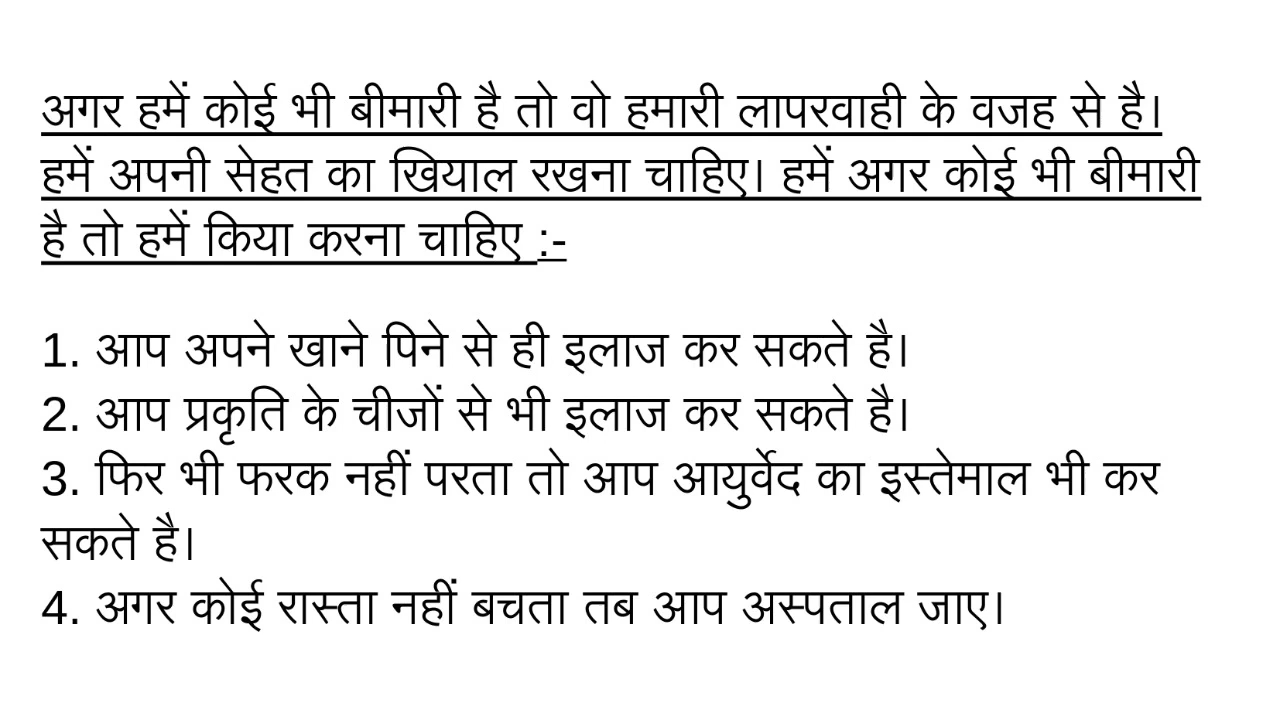 अगर हमें कोई भी बीमारी है तो वो हमारी लापरवाही के वजह से है।
हमें अपनी सेहत का खियाल रखना चाहिए। हमें अगर कोई भी बीमारी
है तो हमें किया करना चाहिए :-
1. आप अपने खाने पिने से ही इलाज कर सकते है।
2. आप प्रकृति के चीजों से भी इलाज कर सकते है।
3. फिर भी फरक नहीं परता तो आप आयुर्वेद का इस्तेमाल भी कर
सकते है।
4. अगर कोई रास्ता नहीं बचता तब आप अस्पताल जाए।